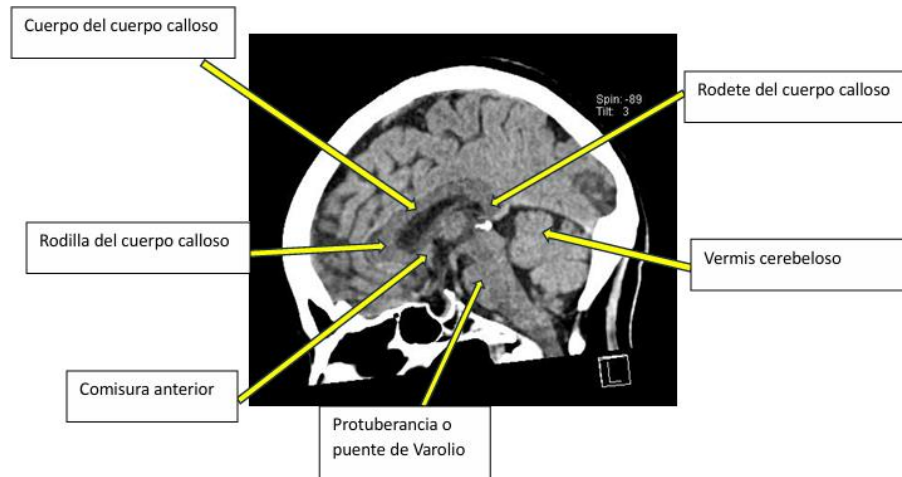 Cuerpo del cuerpo calloso
Spin: -89
Tilt: 3
Rodete del cuerpo calloso
Rodilla del cuerpo calloso
Vermis cerebeloso
Comisura anterior
Protuberancia o
puente de Varolio
L